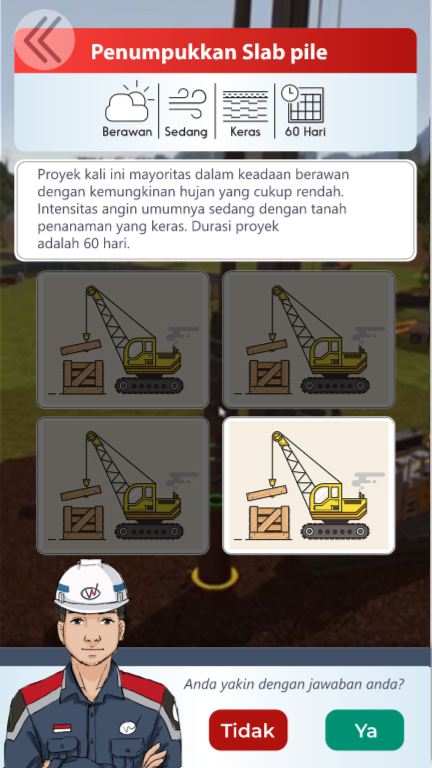 Penumpukkan Slab pile
Berawan Sedang Keras 60 Hari
Proyek kali ini mayoritas dalam keadaan berawan
dengan kemungkinan hujan yang cukup rendah.
Intensitas angin umumnya sedang dengan tanah
penanaman yang keras. Durasi proyek
adalah 60 hari.
Anda yakin dengan jawaban anda?
Tidak Ya